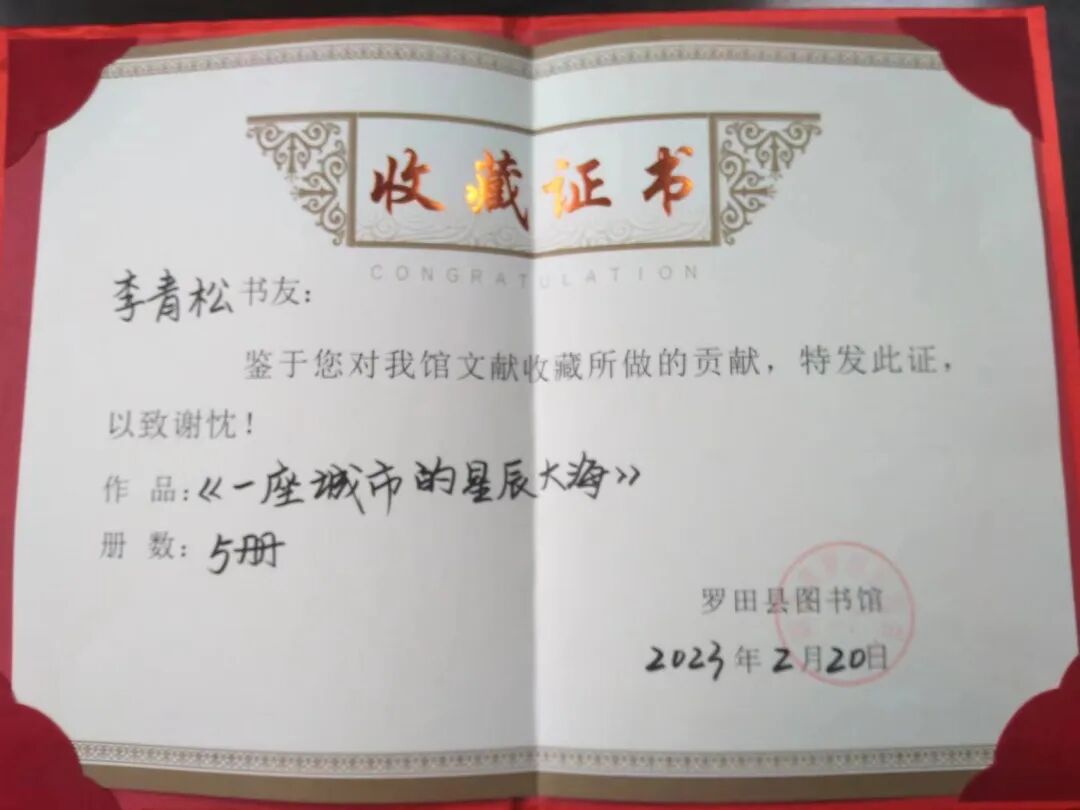 收藏证书
CONGRATULATION
李青松书友：
鉴于您对我馆文献收藏所做的贡献，特发此证，
以致谢忱！
作 品：《一座城市的星辰大海》
册 数：5册
罗田县图书馆
2023年2月20日